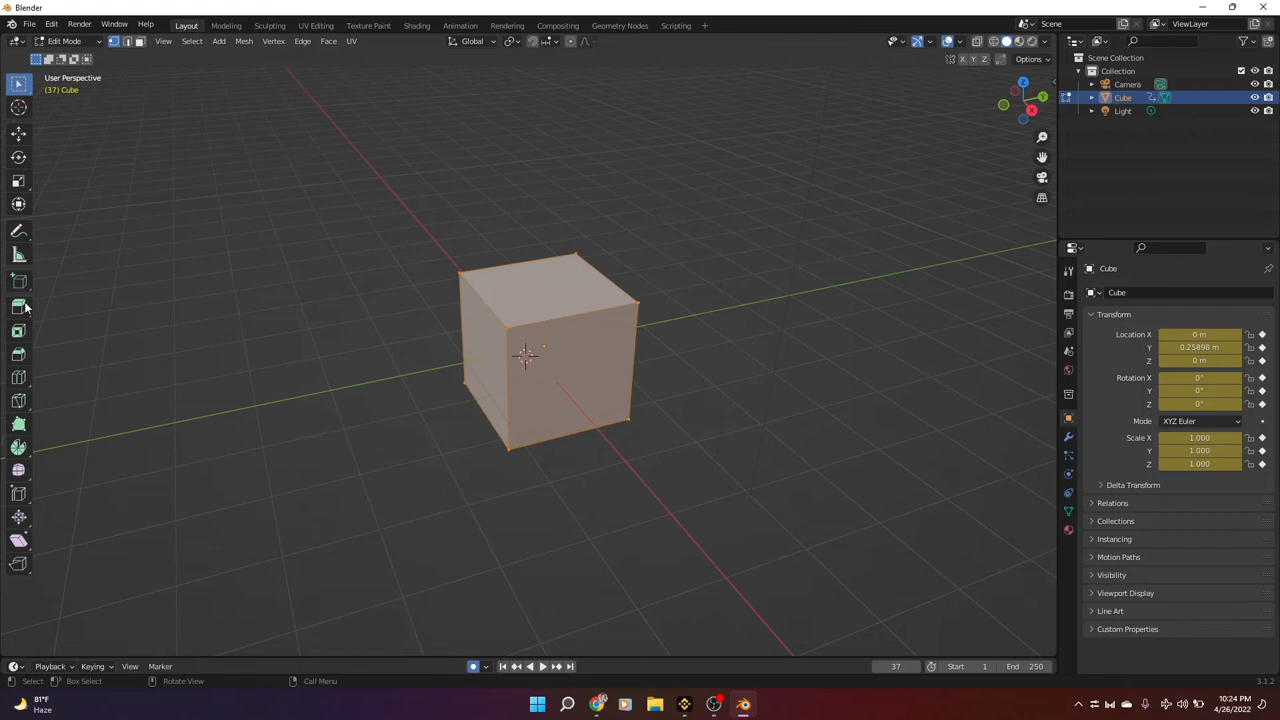 Blender
File Edit Render Window Help Layout Modeling Sculpting UV Editing Texture Paint Shading Animation Rendering Compositing Geometry Nodes Scripting + Scene ViewLayer
Edit Mode View Select Add Mesh Vertex Edge Face UV Global
X Y Z Options
User Perspective
(37) Cube
Z
Y
X
Scene Collection
Collection
Camera
Cube
Light
Cube
Cube
Transform
Location X 0 m
Y 0.25898 m
Z 0 m
Rotation X 0°
Y 0°
Z 0°
Mode XYZ Euler
Scale X 1.000
Y 1.000
Z 1.000
Delta Transform
Relations
Collections
Instancing
Motion Paths
Visibility
Viewport Display
Line Art
Custom Properties
Playback Keying View Marker 37 Start 1 End 250
Select Box Select Rotate View Call Menu 3.1.2
81°F
Haze
10:24 PM
4/26/2022